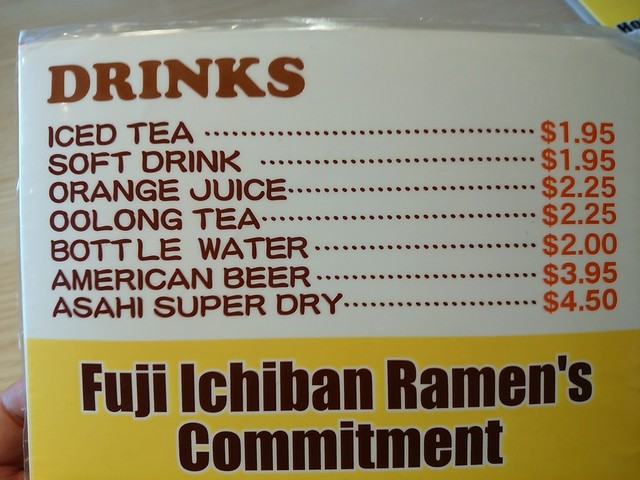 DRINKS
ICED TEA ........................................ $1.95
SOFT DRINK ................................. $1.95
ORANGE JUICE .............................. $2.25
OOLONG TEA ................................. $2.25
BOTTLE WATER ........................... $2.00
AMERICAN BEER ........................... $3.95
ASAHI SUPER DRY ........................ $4.50
Fuji Ichiban Ramen's
Commitment